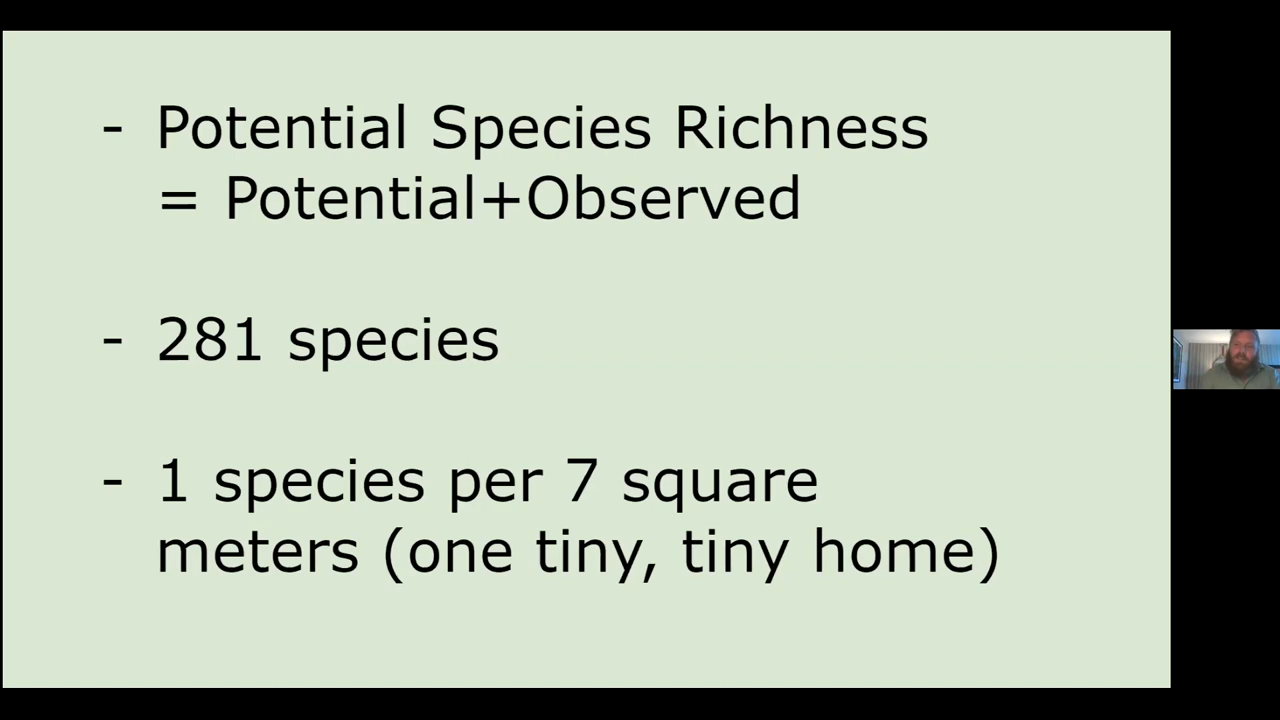 - Potential Species Richness
= Potential+Observed
- 281 species
- 1 species per 7 square
meters (one tiny, tiny home)